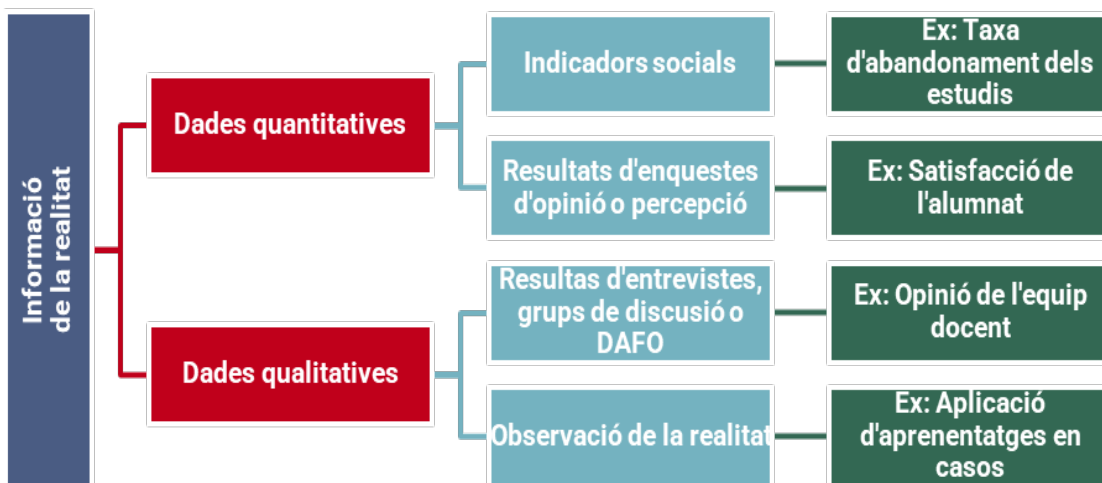 Informació
de la realitat
Dades quantitatives
Indicadors socials
Ex: Taxa
d'abandonament dels
estudis
Resultats d'enquestes
d'opinió o percepció
Ex: Satisfacció de
l'alumnat
Dades qualitatives
Resultas d'entrevistes,
grups de discusió o
DAFO
Ex: Opinió de l'equip
docent
Observació de la realitat
Ex: Aplicació
d'aprenentatges en
casos